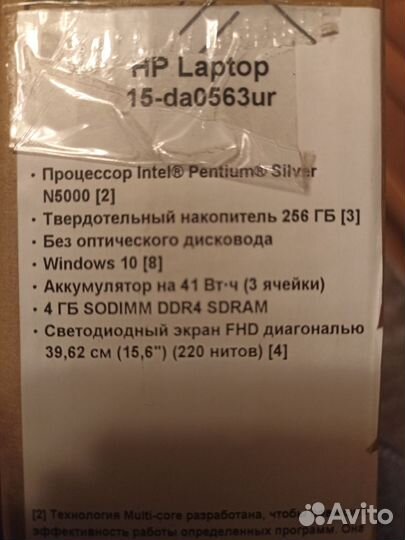 HP Laptop
15-da0563ur
· Процессор Intel® Pentium® Silver
N5000 [2]
· Твердотельный накопитель 256 ГБ [3]
· Без оптического дисковода
· Windows 10 [8]
· Аккумулятор на 41 Вт·ч (3 ячейки)
· 4 ГБ SODIMM DDR4 SDRAM
· Светодиодный экран FHD диагональю
39,62 см (15,6") (220 нитов) [4]
[2] Технология Multi-core разработана,
эффективность работы определенных программ. Она
Avito